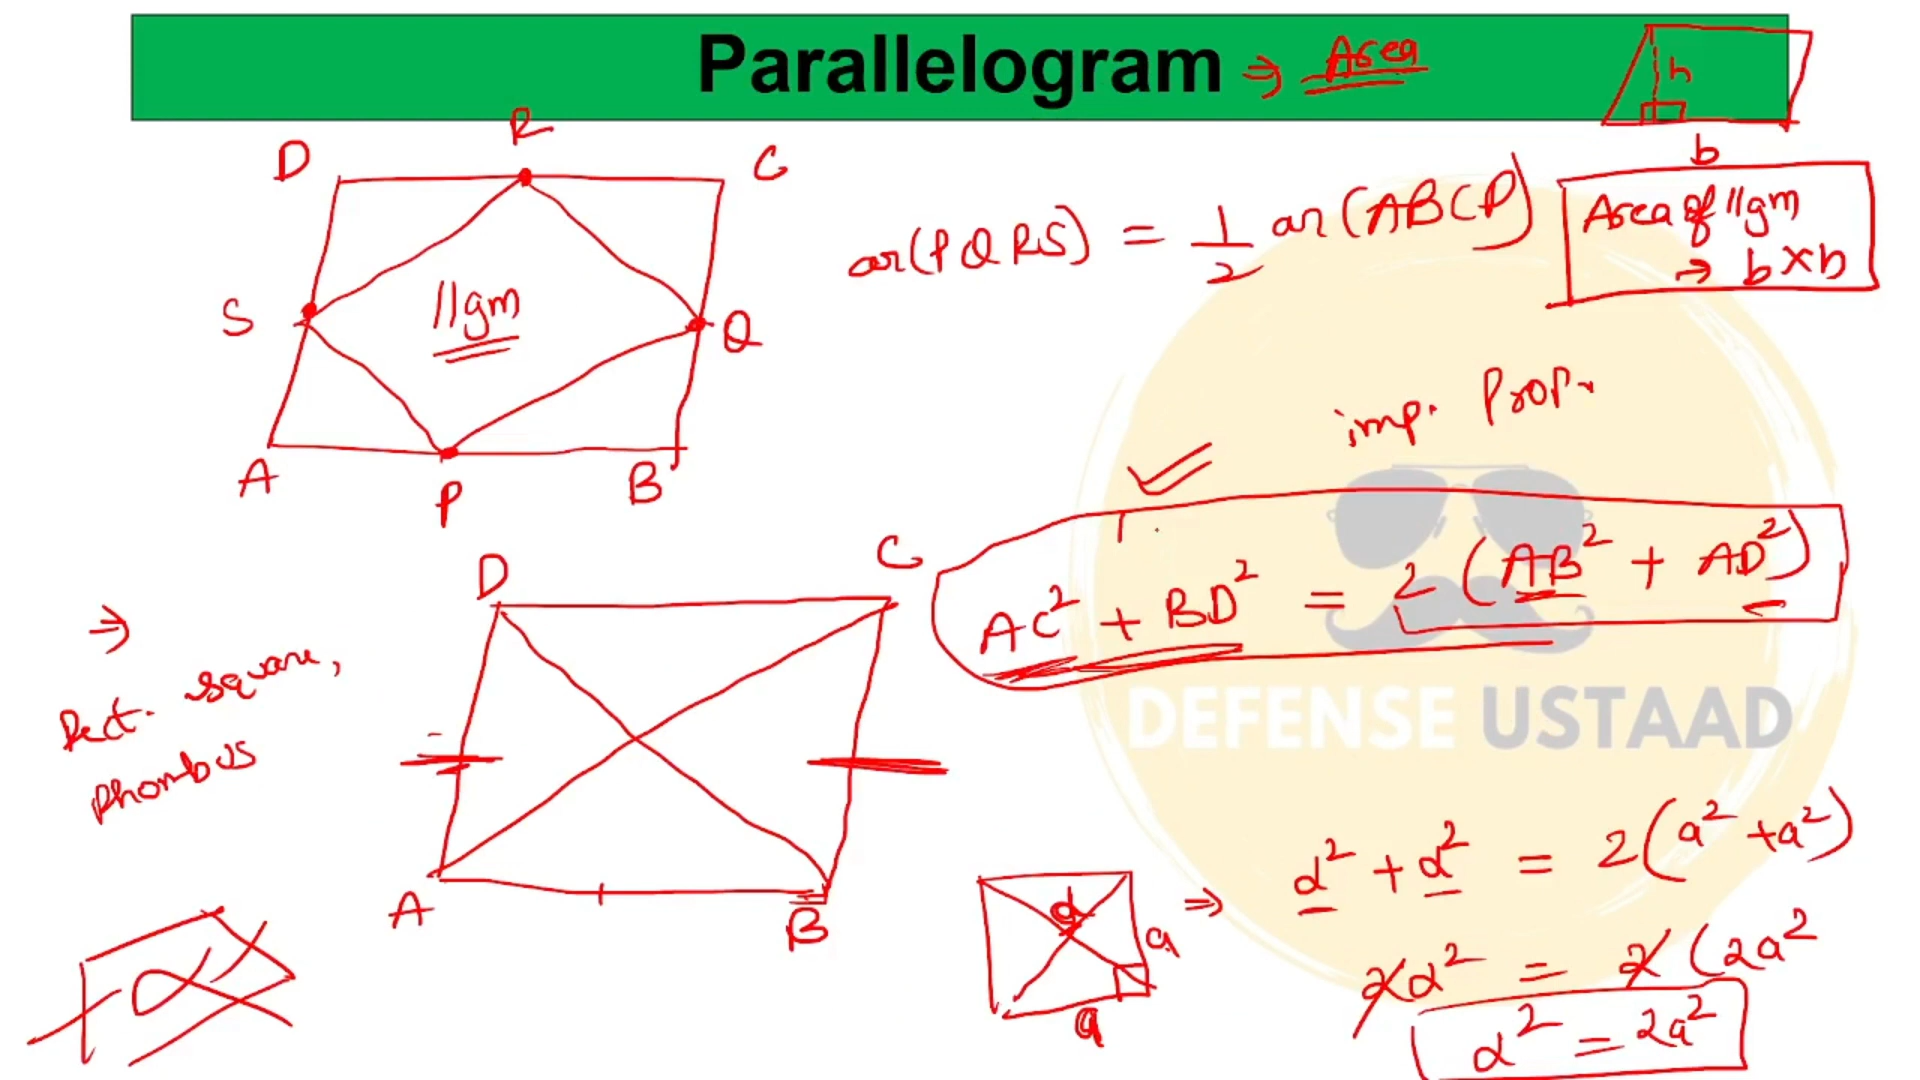 Parallelogram ⇒ Area
h
b
D R C
S Q
A P B
||gm
ar(PQRS) = 1/2 ar(ABCD)
Area of ||gm
→ b×h
imp. Prop.
AC² + BD² = 2 (AB² + AD²)
D C
A B
⇒
Rect. square,
Rhombus
DEFENSE USTAAD
d
a
a
⇒ d² + d² = 2(a² + a²)
2d² = 2 (2a²
d² = 2a²